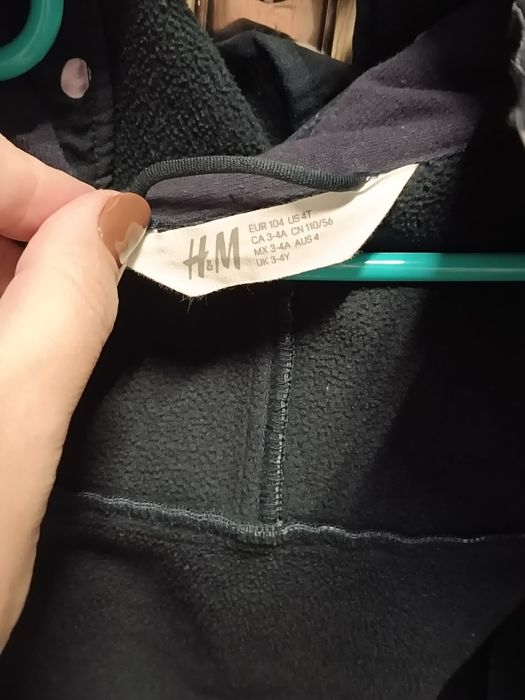 H&M
EUR 104 US 4T
CA 3-4A CN 110/56
MX 3-4A AUS 4
UK 3-4Y